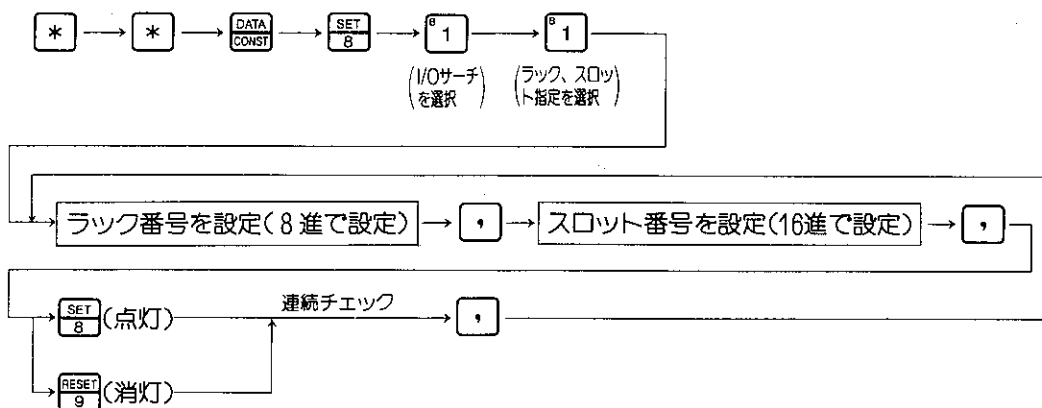 * * DATA CONST SET 8 8 1 8 1
(I/Oサーチを選択) (ラック、スロット指定を選択)
ラック番号を設定(8進で設定) , スロット番号を設定(16進で設定) ,
SET 8 (点灯) 連続チェック ,
RESET 9 (消灯)